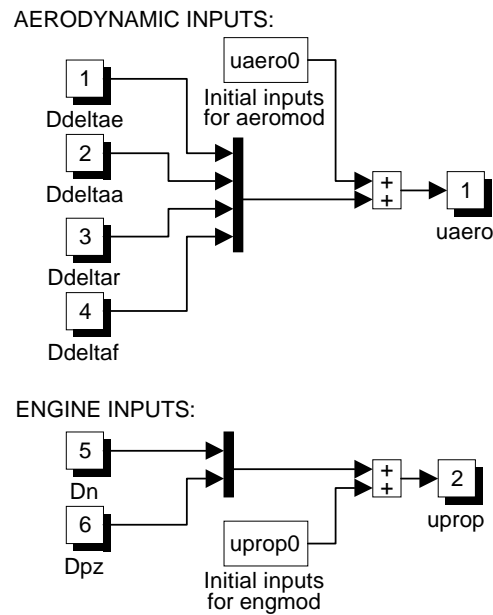 AERODYNAMIC INPUTS:
1
Ddeltae
uaero0
Initial inputs
for aeromod
2
Ddeltaa
+
+
1
uaero
3
Ddeltar
4
Ddeltaf
ENGINE INPUTS:
5
Dn
+
+
2
uprop
6
Dpz
uprop0
Initial inputs
for engmod